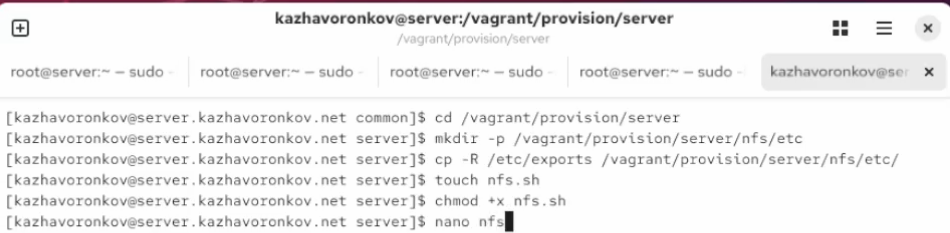 kazhavoronkov@server:/vagrant/provision/server
/vagrant/provision/server
root@server:~ — sudo
root@server:~ — sudo
root@server:~ — sudo
root@server:~ — sudo
kazhavoronkov@ser
[kazhavoronkov@server.kazhavoronkov.net common]$ cd /vagrant/provision/server
[kazhavoronkov@server.kazhavoronkov.net server]$ mkdir -p /vagrant/provision/server/nfs/etc
[kazhavoronkov@server.kazhavoronkov.net server]$ cp -R /etc/exports /vagrant/provision/server/nfs/etc/
[kazhavoronkov@server.kazhavoronkov.net server]$ touch nfs.sh
[kazhavoronkov@server.kazhavoronkov.net server]$ chmod +x nfs.sh
[kazhavoronkov@server.kazhavoronkov.net server]$ nano nfs